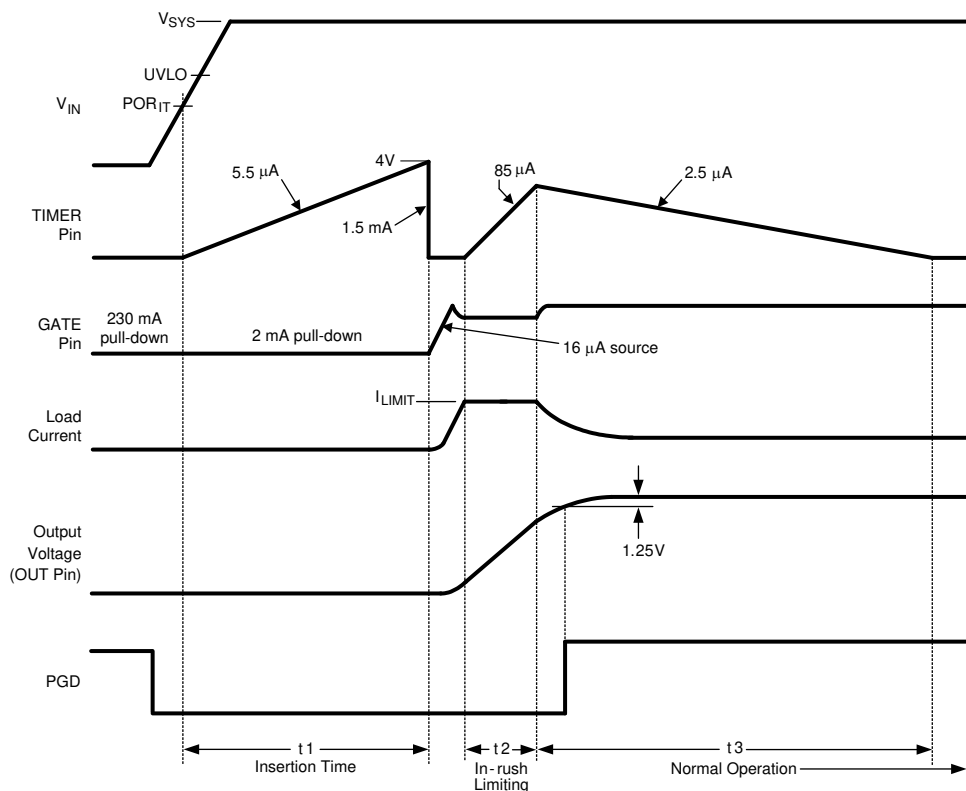 VSYS
UVLO
VIN
PORIT
4V
5.5 μA
85 μA
2.5 μA
TIMER
Pin
1.5 mA
230 mA
pull-down
2 mA pull-down
GATE
Pin
16 μA source
ILIMIT
Load
Current
Output
Voltage
(OUT Pin)
1.25V
PGD
t1
t2
t3
Insertion Time
In-rush
Limiting
Normal Operation